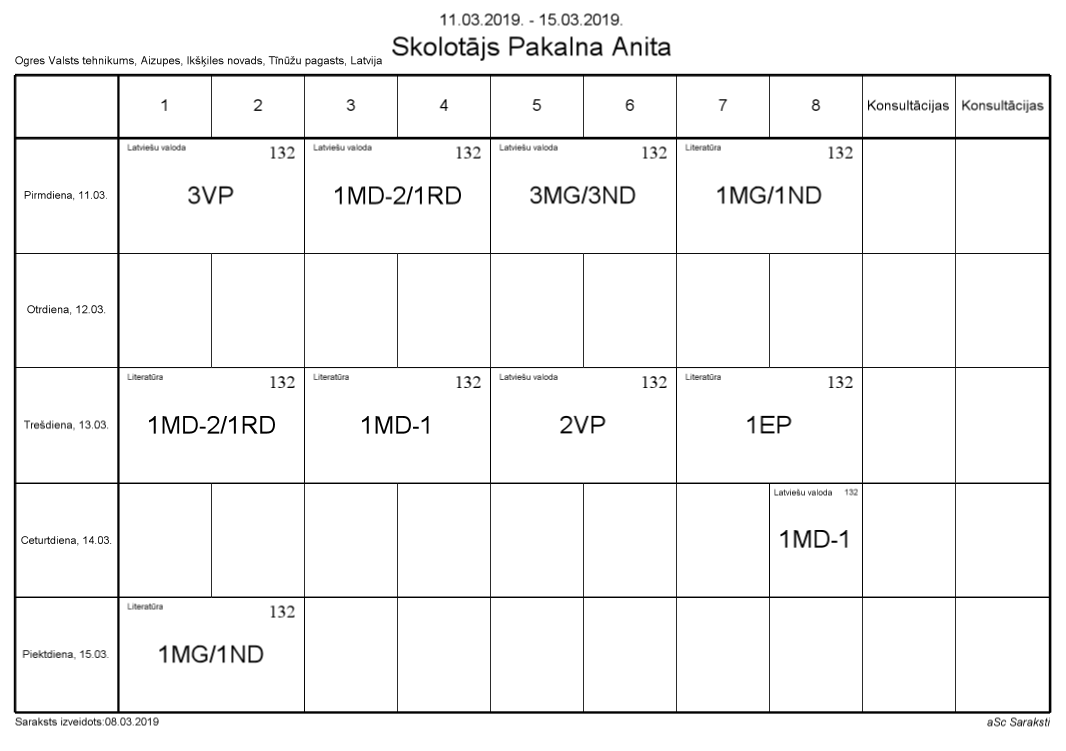 11.03.2019. - 15.03.2019.
Skolotājs Pakalna Anita
Ogres Valsts tehnikums, Aizupes, Ikšķiles novads, Tīnūžu pagasts, Latvija
1 2 3 4 5 6 7 8 Konsultācijas Konsultācijas
Latviešu valoda 132 Latviešu valoda 132 Latviešu valoda 132 Literatūra 132
Pirmdiena, 11.03. 3VP 1MD-2/1RD 3MG/3ND 1MG/1ND
Otrdiena, 12.03.
Literatūra 132 Literatūra 132 Latviešu valoda 132 Literatūra 132
Trešdiena, 13.03. 1MD-2/1RD 1MD-1 2VP 1EP
Latviešu valoda 132
Ceturtdiena, 14.03. 1MD-1
Literatūra 132
Piektdiena, 15.03. 1MG/1ND
Saraksts izveidots:08.03.2019 aSc Saraksti